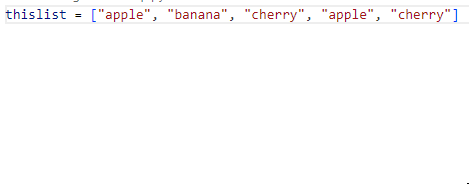 thislist = ["apple", "banana", "cherry", "apple", "cherry"]